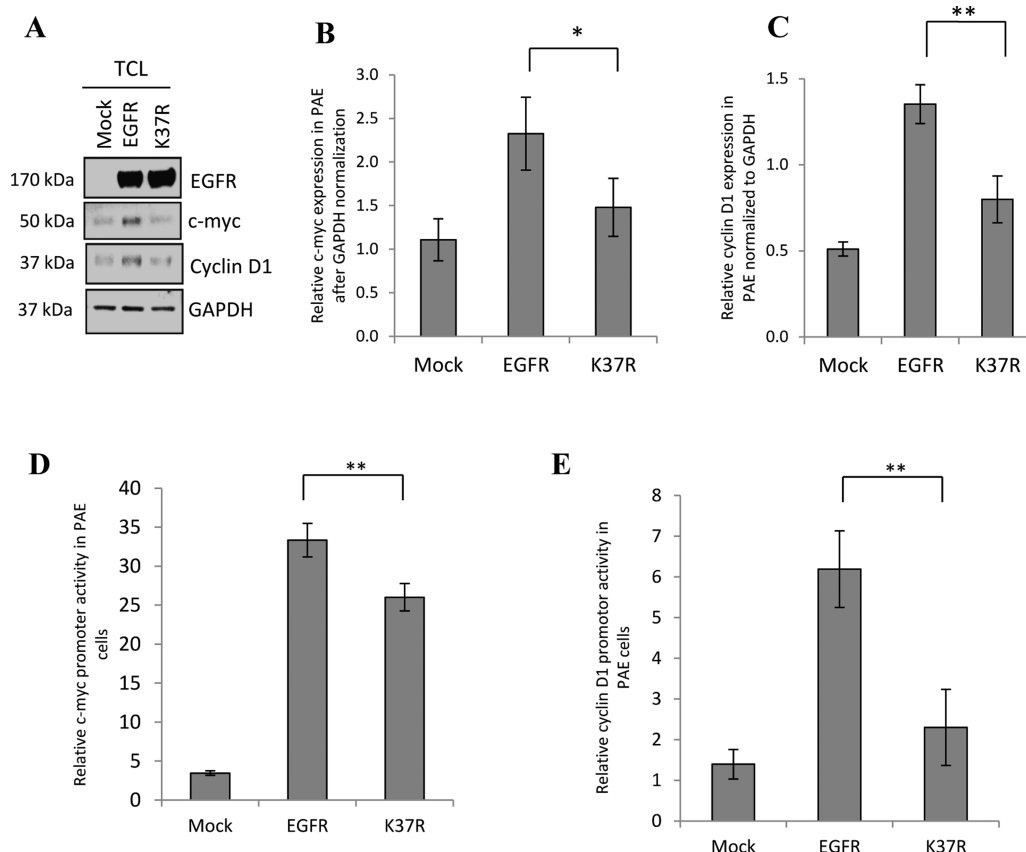 A
TCL
Mock
EGFR
K37R
170 kDa
EGFR
50 kDa
c-myc
37 kDa
Cyclin D1
37 kDa
GAPDH
B
*
Relative c-myc expression in PAE
after GAPDH normalization
3.0
2.5
2.0
1.5
1.0
0.5
0.0
Mock
EGFR
K37R
C
**
Relative cyclin D1 expression in
PAE normalized to GAPDH
1.5
1.0
0.5
0.0
Mock
EGFR
K37R
D
**
Relative c-myc promoter activity in PAE
cells
40
35
30
25
20
15
10
5
0
Mock
EGFR
K37R
E
**
Relative cyclin D1 promotor activity in
PAE cells
8
7
6
5
4
3
2
1
0
Mock
EGFR
K37R